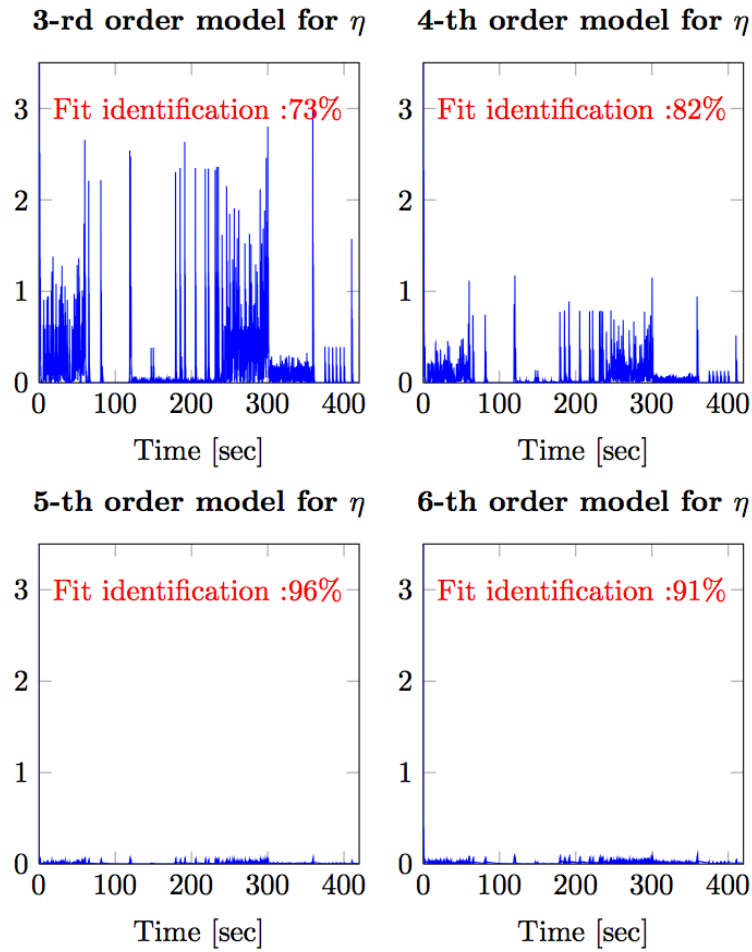 3-rd order model for η
4-th order model for η
3
2
1
0
Fit identification :73%
0 100 200 300 400
Time [sec]
3
2
1
0
Fit identification :82%
0 100 200 300 400
Time [sec]
5-th order model for η
6-th order model for η
3
2
1
0
Fit identification :96%
0 100 200 300 400
Time [sec]
3
2
1
0
Fit identification :91%
0 100 200 300 400
Time [sec]